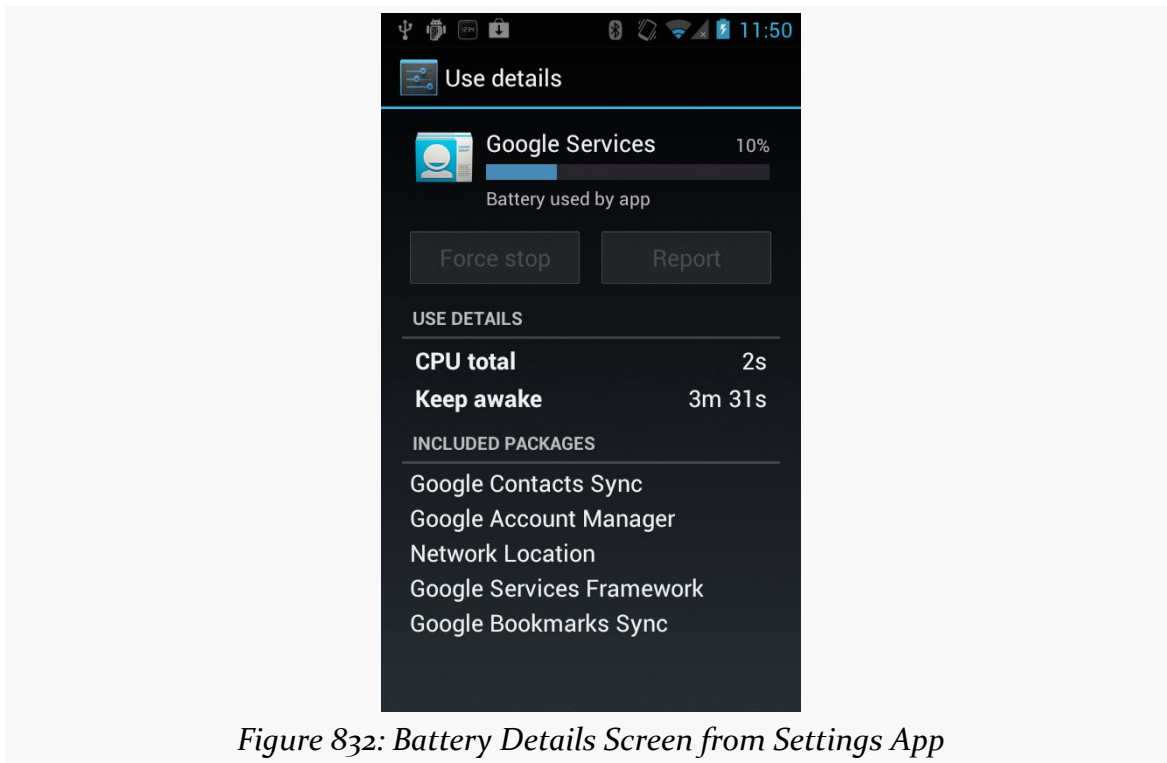 11:50
Use details
Google Services 10%
Battery used by app
Force stop Report
USE DETAILS
CPU total 2s
Keep awake 3m 31s
INCLUDED PACKAGES
Google Contacts Sync
Google Account Manager
Network Location
Google Services Framework
Google Bookmarks Sync
Figure 832: Battery Details Screen from Settings App